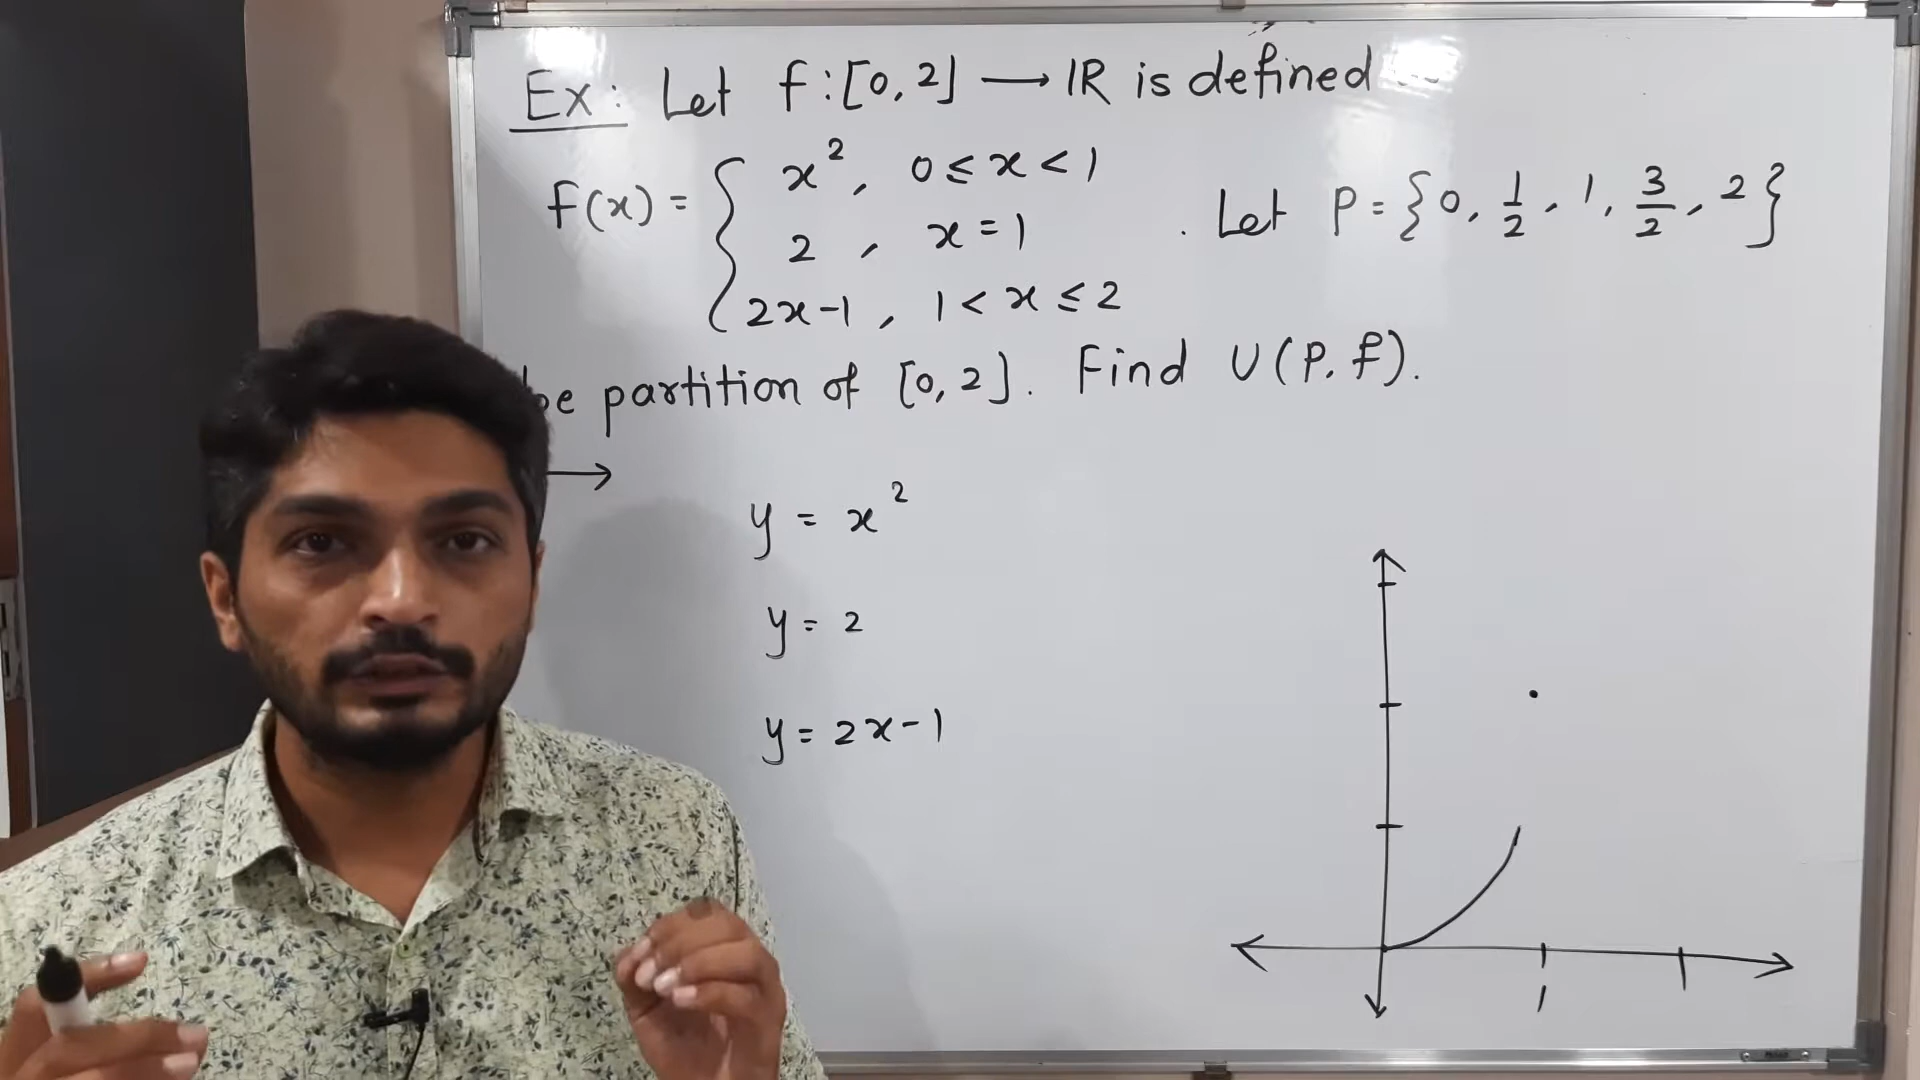 Ex: Let f:[0,2] → IR is defined
f(x) = { x², 0 ≤ x < 1
2, x = 1
2x-1, 1 < x ≤ 2
. Let P = {0, 1/2, 1, 3/2, 2}
be partition of [0,2]. Find U(P,f).
→
y = x²
y = 2
y = 2x-1
1